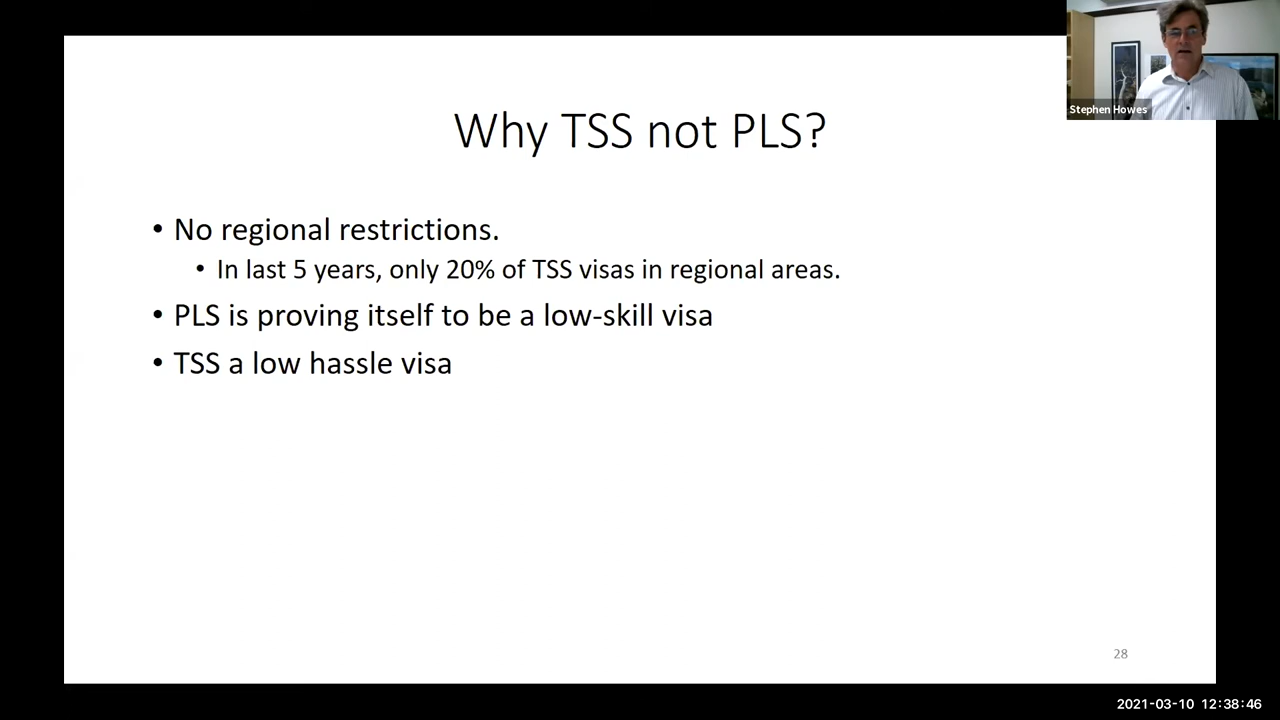 Stephen Howes
Why TSS not PLS?
• No regional restrictions.
• In last 5 years, only 20% of TSS visas in regional areas.
• PLS is proving itself to be a low-skill visa
• TSS a low hassle visa
28
2021-03-10 12:38:46